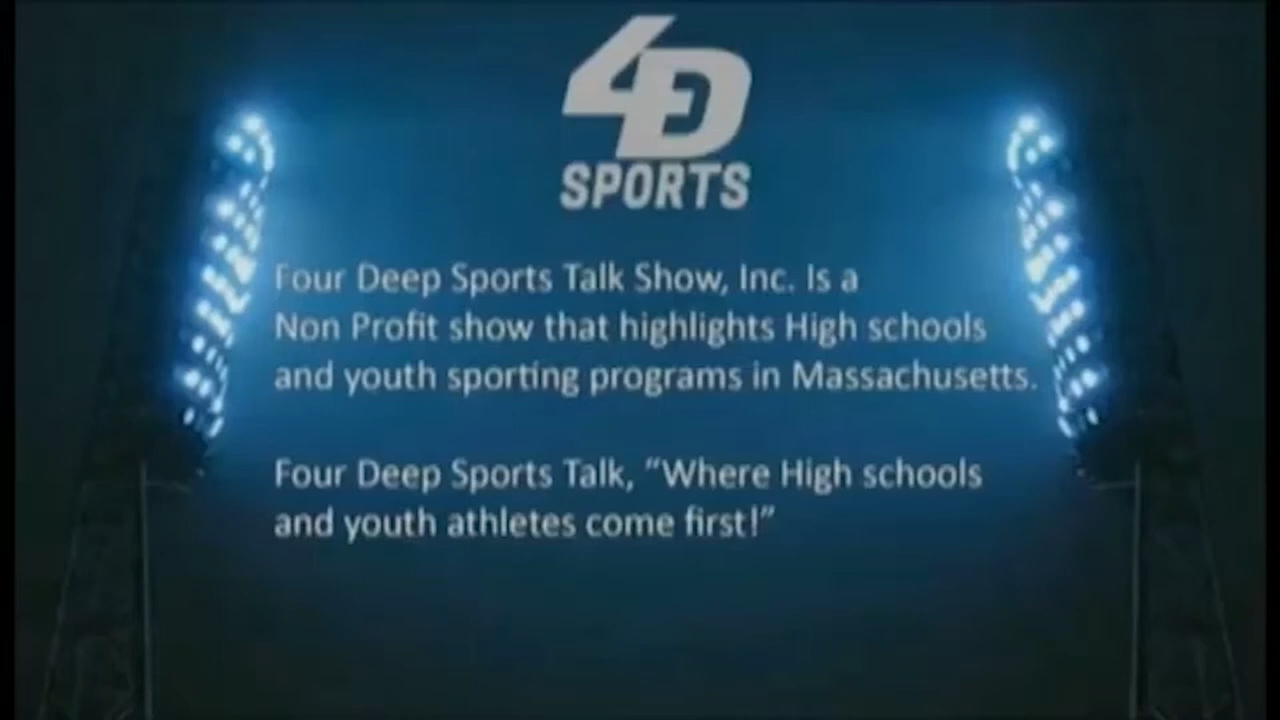 4D
SPORTS
Four Deep Sports Talk Show, Inc. Is a
Non Profit show that highlights High schools
and youth sporting programs in Massachusetts.
Four Deep Sports Talk, “Where High schools
and youth athletes come first!”